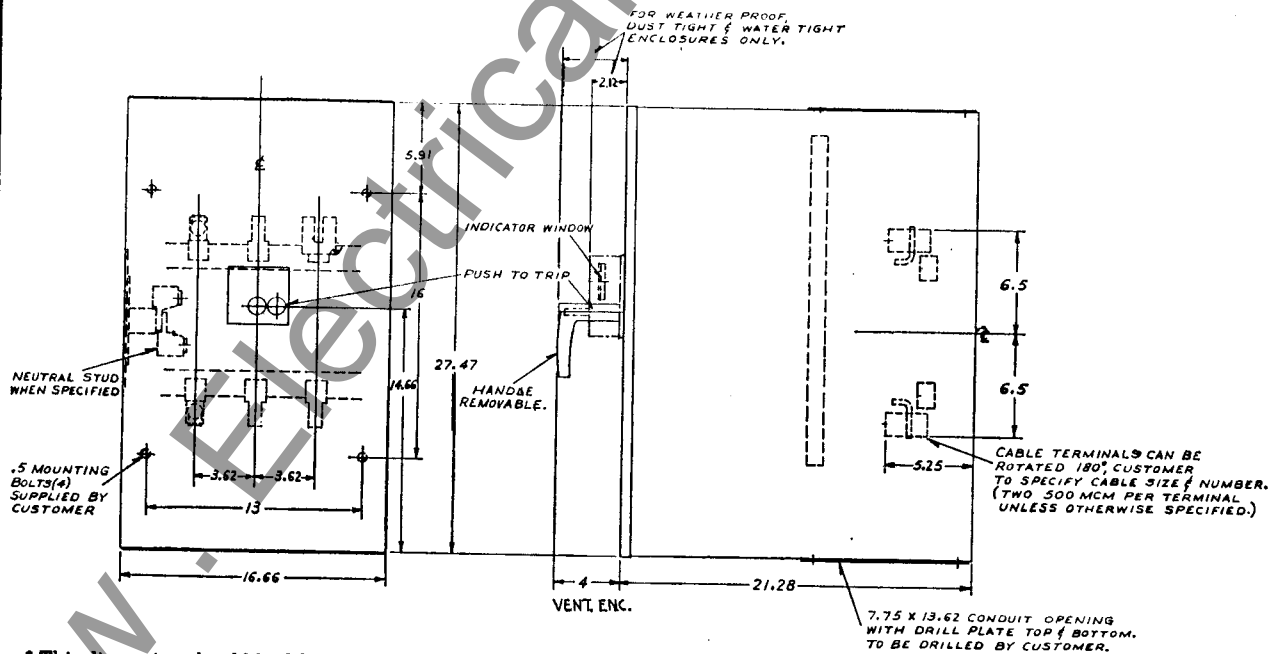 FOR WEATHER PROOF,
DUST TIGHT & WATER TIGHT
ENCLOSURES ONLY.
2.12
5.91
INDICATOR WINDOW
PUSH TO TRIP
16
6.5
27.47
14.66
NEUTRAL STUD
WHEN SPECIFIED
HANDLE
REMOVABLE.
6.5
.5 MOUNTING
BOLTS(4)
SUPPLIED BY
CUSTOMER
3.62
3.62
13
5.25
CABLE TERMINALS CAN BE
ROTATED 180°, CUSTOMER
TO SPECIFY CABLE SIZE & NUMBER.
(TWO 500 MCM PER TERMINAL
UNLESS OTHERWISE SPECIFIED.)
16.66
4
21.28
VENT. ENC.
7.75 X 13.62 CONDUIT OPENING
WITH DRILL PLATE TOP & BOTTOM.
TO BE DRILLED BY CUSTOMER.
w . Electrica